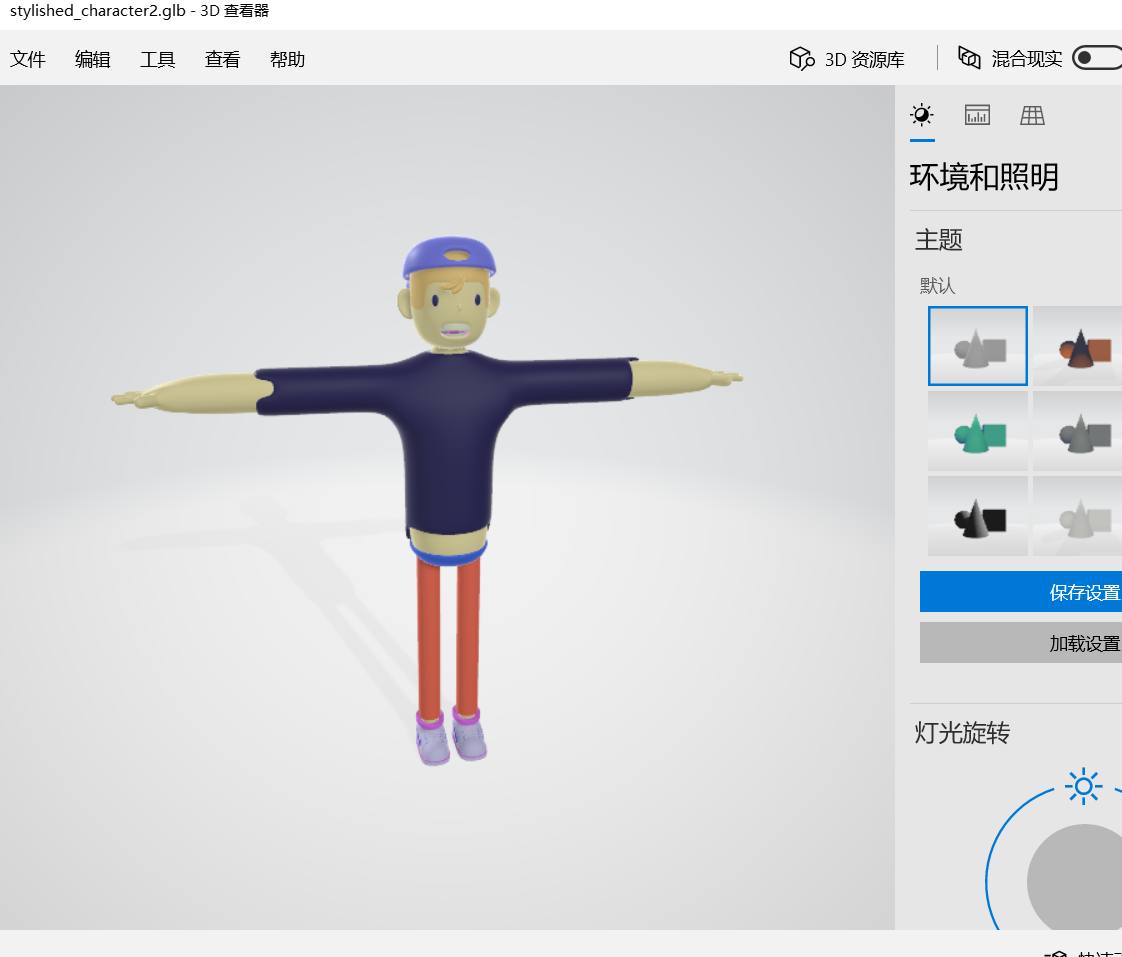 stylished_character2.glb - 3D 查看器
文件 编辑 工具 查看 帮助 3D 资源库 混合现实
环境和照明
主题
默认
保存设置
加载设置
灯光旋转